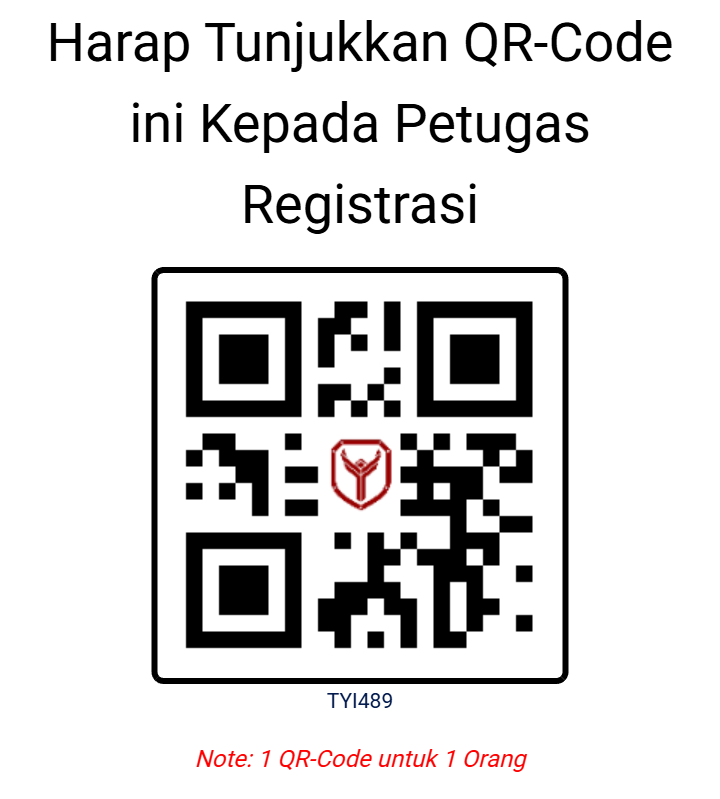 Harap Tunjukkan QR-Code
ini Kepada Petugas
Registrasi
TYI489
Note: 1 QR-Code untuk 1 Orang